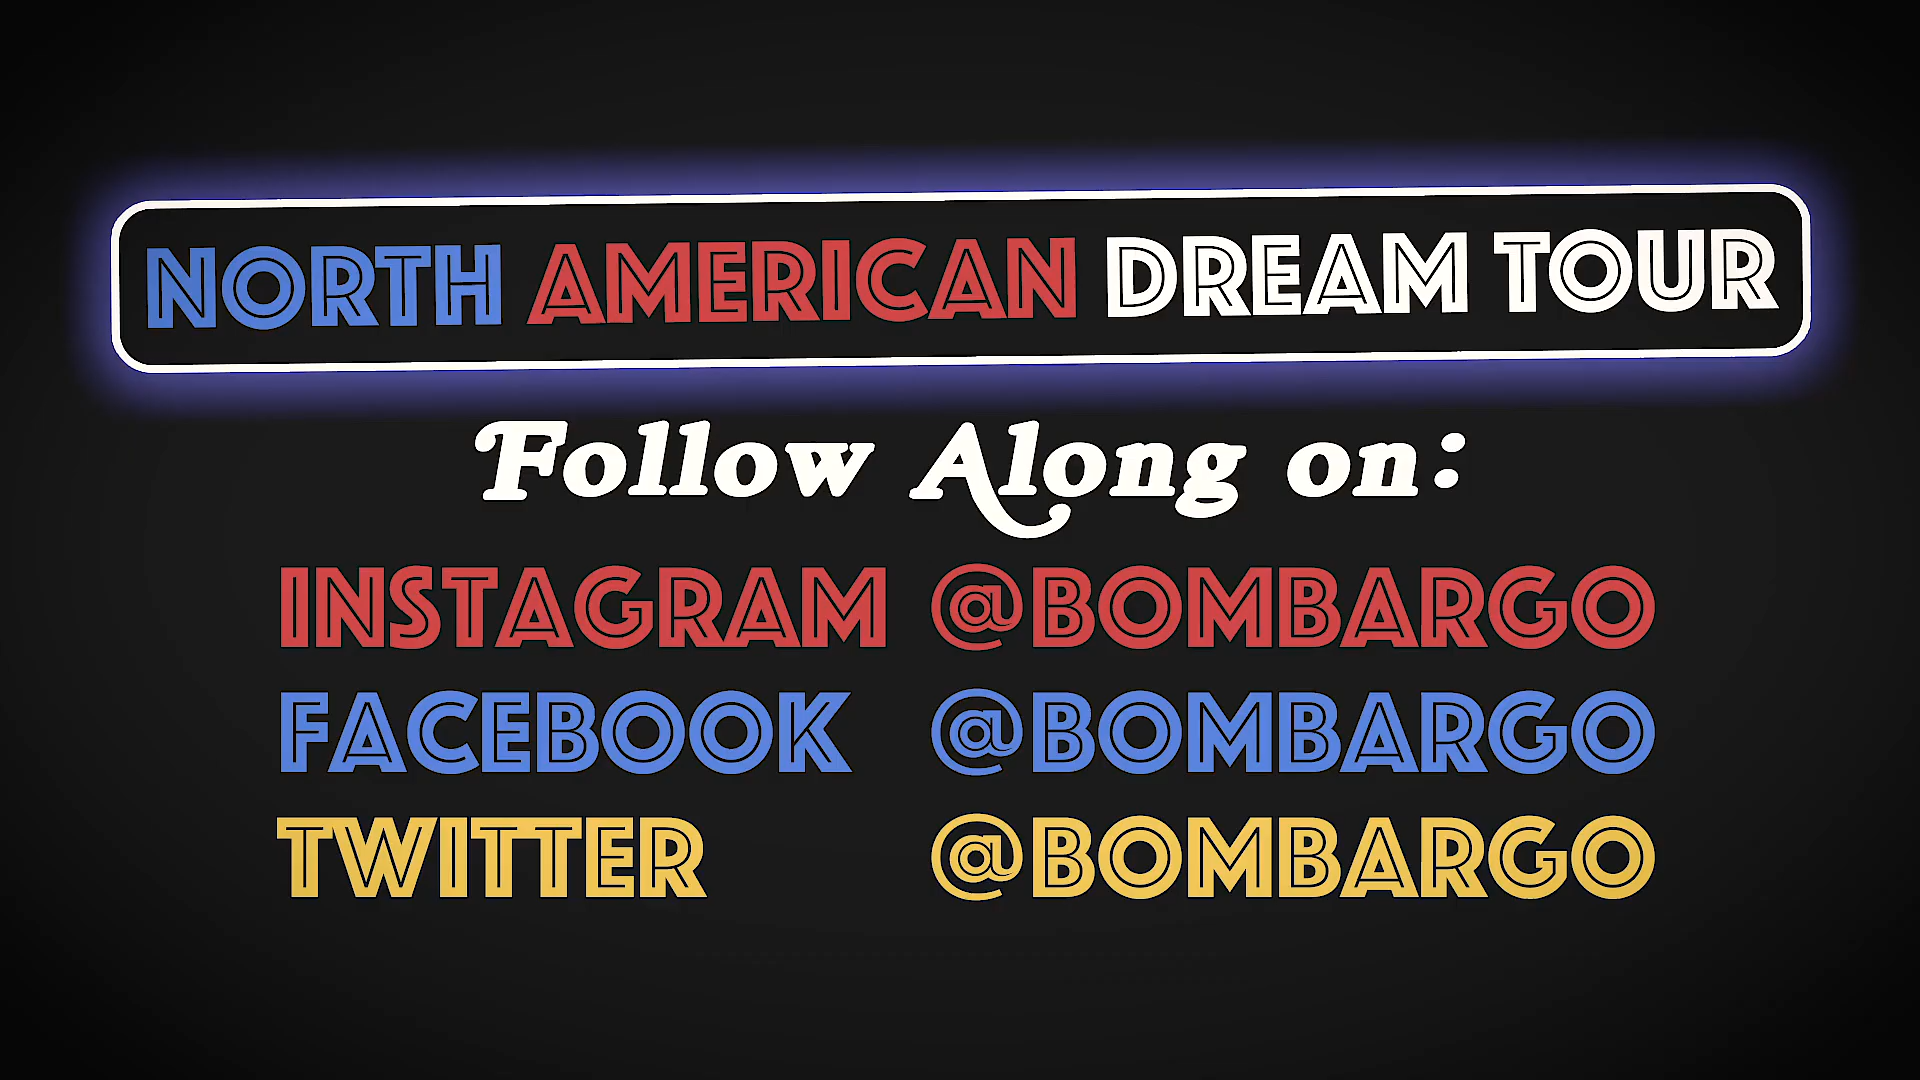 NORTH AMERICAN DREAM TOUR
Follow Along on:
INSTAGRAM @BOMBARGO
FACEBOOK @BOMBARGO
TWITTER @BOMBARGO